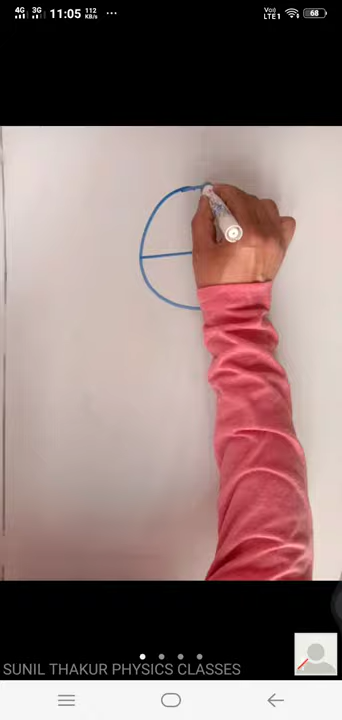 4G 3G 11:05 112 KB/s ... Vo) LTE1 68
SUNIL THAKUR PHYSICS CLASSES